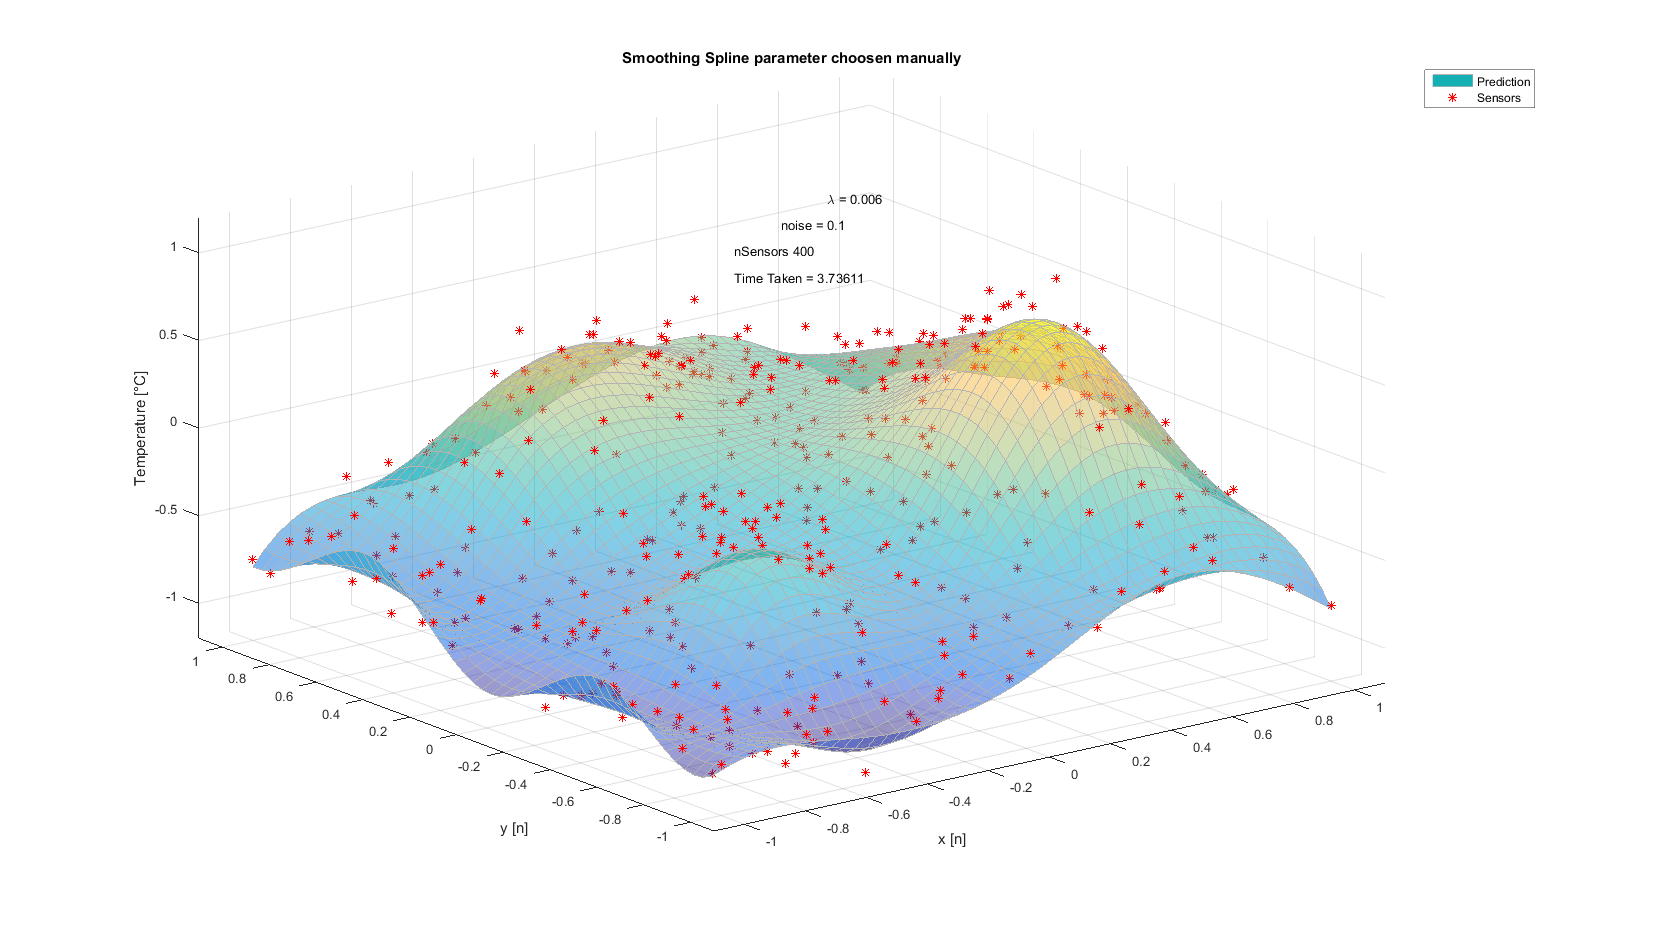 Smoothing Spline parameter choosen manually
Prediction
Sensors
λ = 0.006
noise = 0.1
nSensors 400
Time Taken = 3.73611
Temperature [°C]
1
0.5
0
-0.5
-1
1
0.8
0.6
0.4
0.2
0
-0.2
-0.4
-0.6
-0.8
-1
y [n]
-1
-0.8
-0.6
-0.4
-0.2
0
0.2
0.4
0.6
0.8
1
x [n]